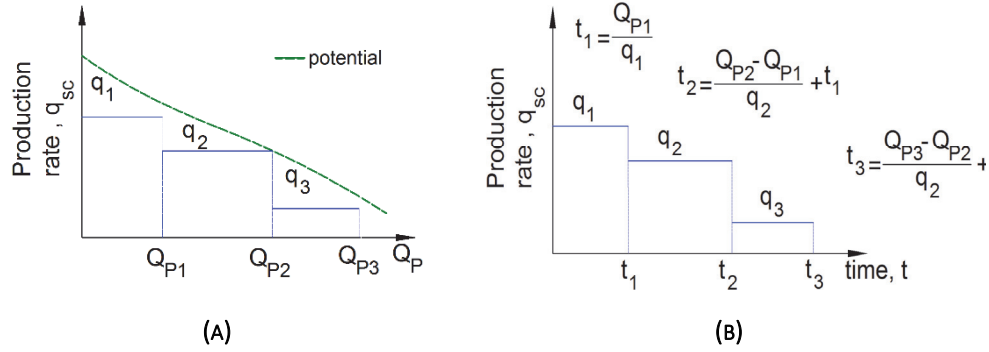 Production rate , q_sc
potential
q_1
q_2
q_3
Q_P1
Q_P2
Q_P3
Q_P
(A)
Production rate , q_sc
t_1=Q_P1/q_1
t_2=(Q_P2-Q_P1)/q_2+t_1
t_3=(Q_P3-Q_P2)/q_2+
q_1
q_2
q_3
t_1
t_2
t_3
time, t
(B)